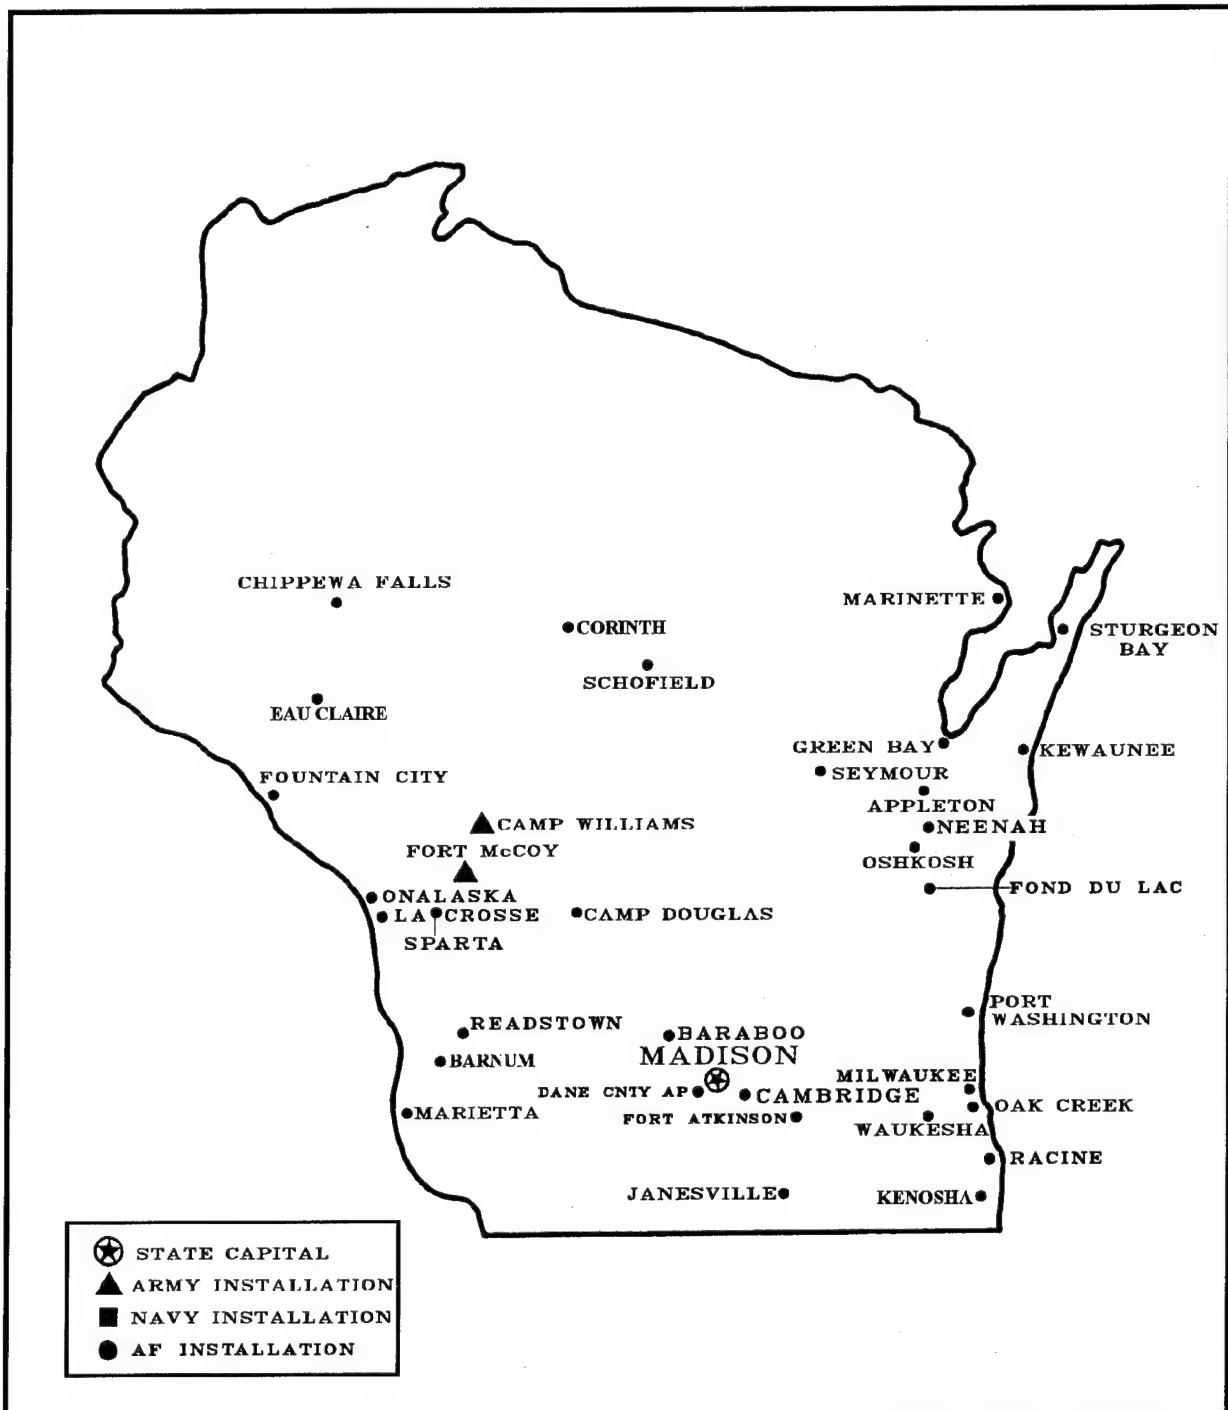 CHIPPEWA FALLS
MARINETTE
CORINTH
STURGEON
BAY
SCHOFIELD
EAU CLAIRE
GREEN BAY
KEWAUNEE
SEYMOUR
FOUNTAIN CITY
APPLETON
CAMP WILLIAMS
NEENAH
FORT McCOY
OSHKOSH
FOND DU LAC
ONALASKA
LA CROSSE
CAMP DOUGLAS
SPARTA
PORT
WASHINGTON
READSTOWN
BARABOO
MADISON
BARNUM
MILWAUKEE
DANE CNTY AP
CAMBRIDGE
OAK CREEK
MARIETTA
FORT ATKINSON
WAUKESHA
RACINE
JANESVILLE
KENOSHA
STATE CAPITAL
ARMY INSTALLATION
NAVY INSTALLATION
AF INSTALLATION